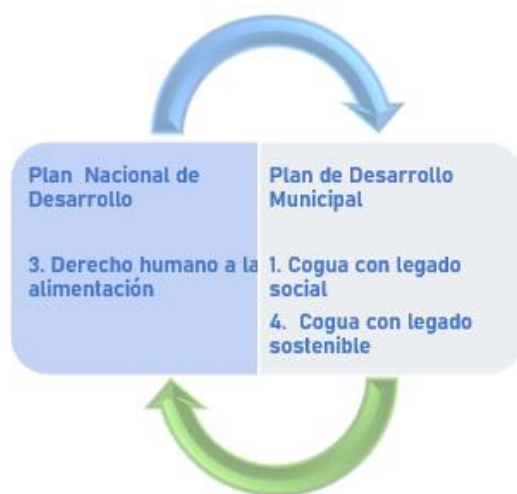 Plan Nacional de
Desarrollo
3. Derecho humano a la
alimentación
Plan de Desarrollo
Municipal
1. Cogua con legado
social
4. Cogua con legado
sostenible